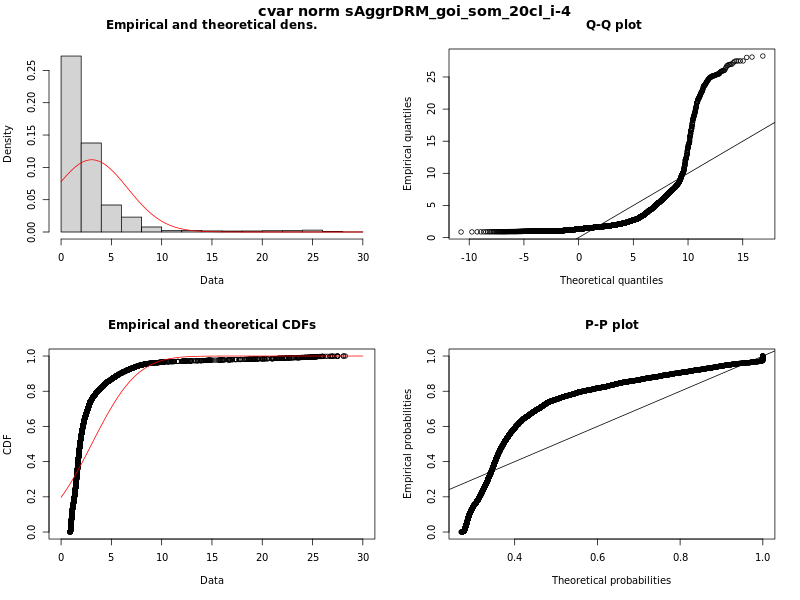 cvar norm sAggrDRM_goi_som_20cl_i-4
Empirical and theoretical dens.
Density
0.00 0.05 0.10 0.15 0.20 0.25
0 5 10 15 20 25 30
Data
Q-Q plot
Empirical quantiles
0 5 10 15 20 25
-10 -5 0 5 10 15
Theoretical quantiles
Empirical and theoretical CDFs
CDF
0.0 0.2 0.4 0.6 0.8 1.0
0 5 10 15 20 25 30
Data
P-P plot
Empirical probabilities
0.0 0.2 0.4 0.6 0.8 1.0
0.4 0.6 0.8 1.0
Theoretical probabilities